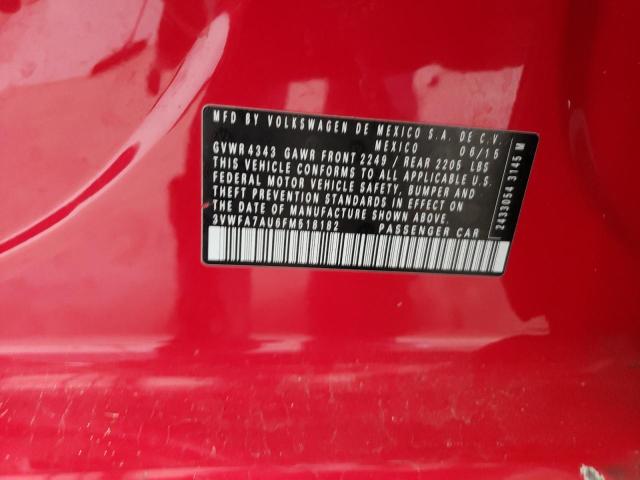 MFD BY VOLKSWAGEN DE MEXICO S.A. DE C.V.
MEXICO 06/15
GVWR 4343 GAWR FRONT 2249 / REAR 2205 LBS
THIS VEHICLE CONFORMS TO ALL APPLICABLE U.S.
FEDERAL MOTOR VEHICLE SAFETY, BUMPER AND
THEFT PREVENTION STANDARDS IN EFFECT ON
THE DATE OF MANUFACTURE SHOWN ABOVE.
3VWFA7AU6FM518182 PASSENGER CAR
2433054 3145 M